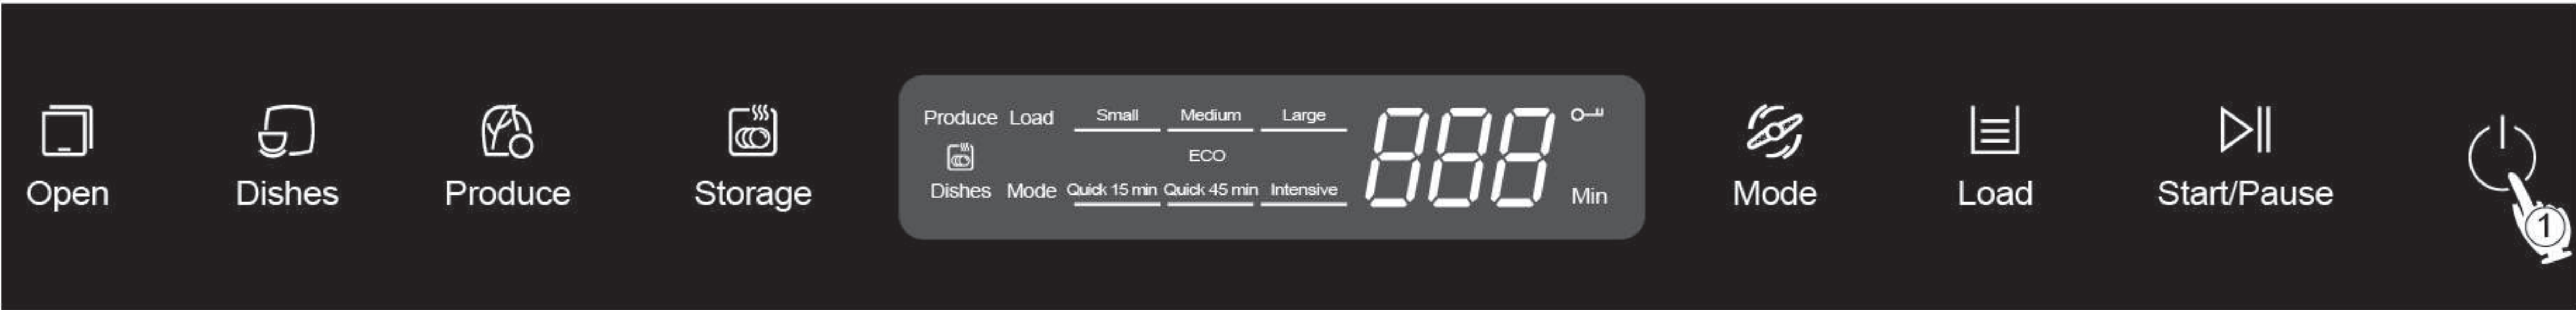 Open
Dishes
Produce
Storage
Produce Load Small Medium Large
ECO
Dishes Mode Quick 15 min Quick 45 min Intensive
888
Min
Mode
Load
Start/Pause
1